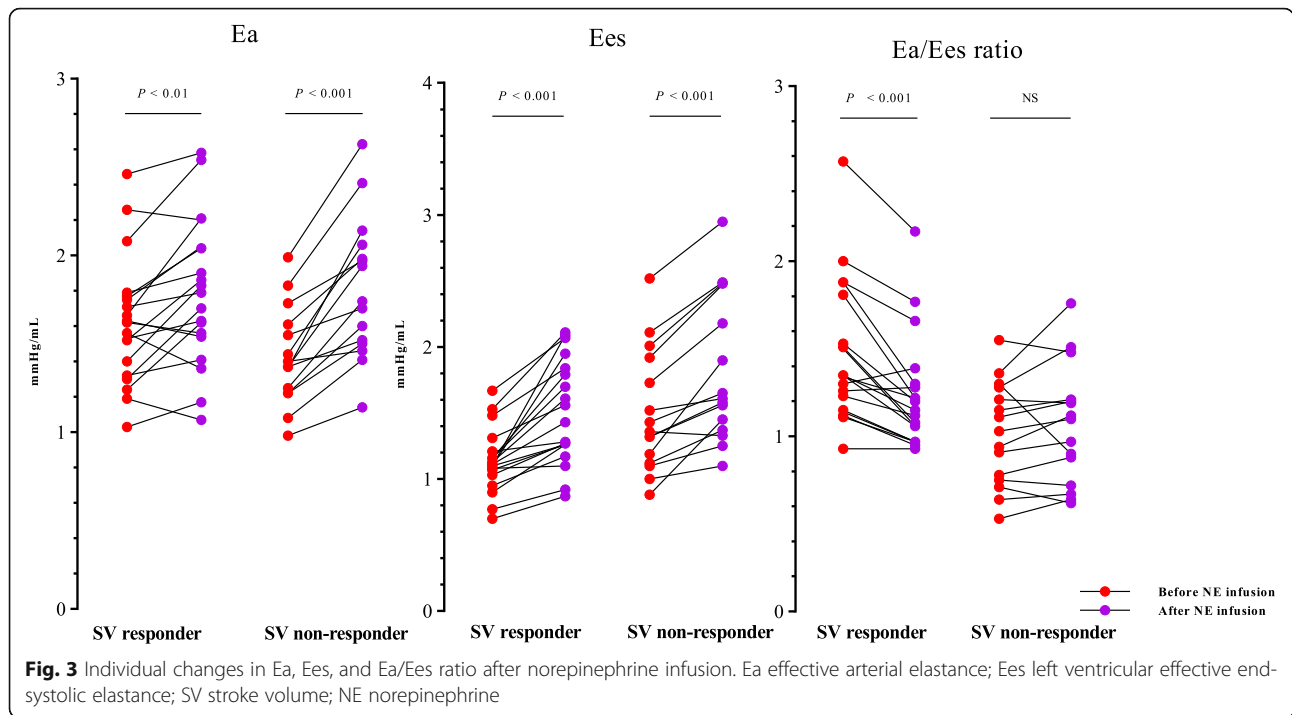 Ea
Ees
Ea/Ees ratio
3
2
1
0
mmHg/mL
P < 0.01
P < 0.001
SV responder
SV non-responder
4
3
2
1
0
mmHg/mL
P < 0.001
P < 0.001
SV responder
SV non-responder
3
2
1
0
P < 0.001
NS
SV responder
SV non-responder
Before NE infusion
After NE infusion
Fig. 3 Individual changes in Ea, Ees, and Ea/Ees ratio after norepinephrine infusion. Ea effective arterial elastance; Ees left ventricular effective end-
systolic elastance; SV stroke volume; NE norepinephrine